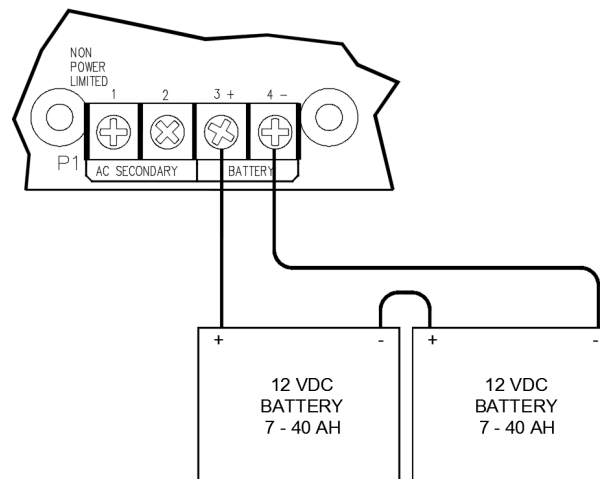 NON
POWER
LIMITED
1 2 3 + 4 -
P1
AC SECONDARY BATTERY
+ - + -
12 VDC
BATTERY
7 - 40 AH
12 VDC
BATTERY
7 - 40 AH